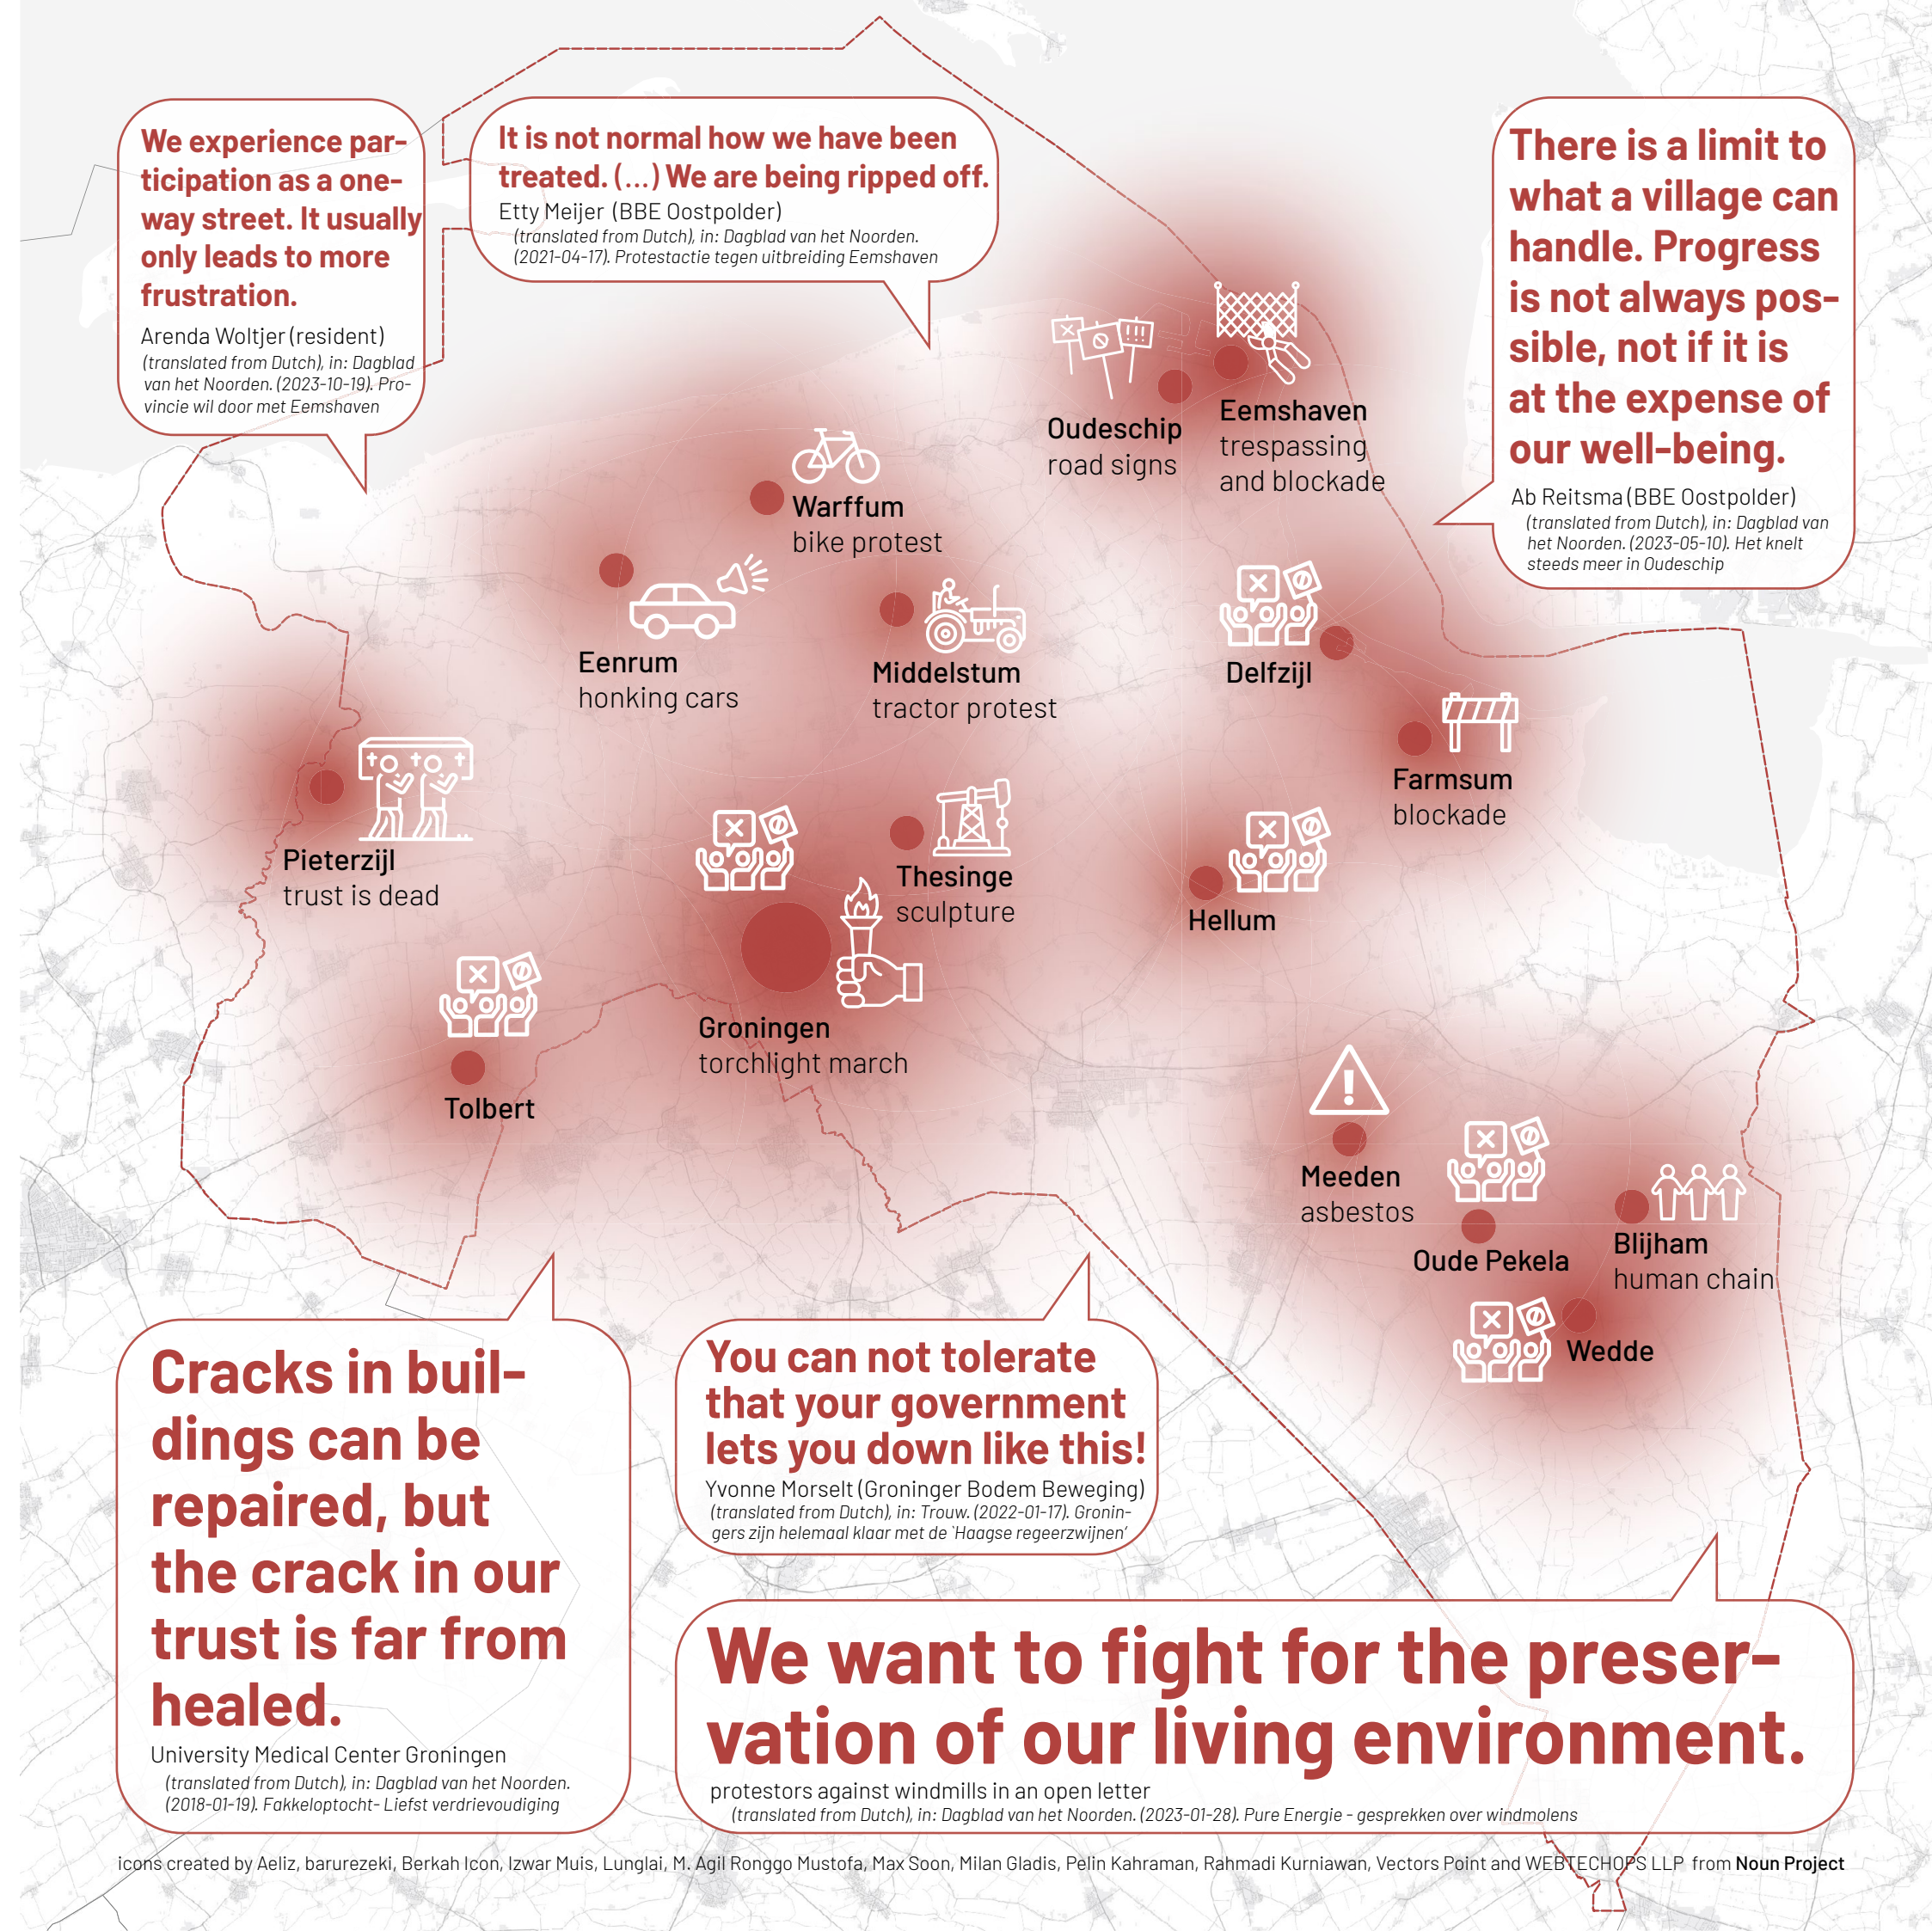 We experience par-
ticipation as a one-
way street. It usually
only leads to more
frustration.
Arenda Woltjer (resident)
(translated from Dutch), in: Dagblad
van het Noorden. (2023-10-19). Pro-
vincie wil door met Eemshaven
It is not normal how we have been
treated. (...) We are being ripped off.
Etty Meijer (BBE Oostpolder)
(translated from Dutch), in: Dagblad van het Noorden.
(2021-04-17). Protestactie tegen uitbreiding Eemshaven
There is a limit to
what a village can
handle. Progress
is not always pos-
sible, not if it is
at the expense of
our well-being.
Ab Reitsma (BBE Oostpolder)
(translated from Dutch), in: Dagblad van
het Noorden. (2023-05-10). Het knelt
steeds meer in Oudeschip
Oudeschip
road signs
Eemshaven
trespassing
and blockade
Warffum
bike protest
Eenrum
honking cars
Middelstum
tractor protest
Delfzijl
Farmsum
blockade
Pieterzijl
trust is dead
Thesinge
sculpture
Hellum
Groningen
torchlight march
Tolbert
Meeden
asbestos
Oude Pekela
Blijham
human chain
Wedde
Cracks in buil-
dings can be
repaired, but
the crack in our
trust is far from
healed.
University Medical Center Groningen
(translated from Dutch), in: Dagblad van het Noorden.
(2018-01-19). Fakkeloptocht- Liefst verdrievoudiging
You can not tolerate
that your government
lets you down like this!
Yvonne Morselt (Groninger Bodem Beweging)
(translated from Dutch), in: Trouw. (2022-01-17). Gronin-
gers zijn helemaal klaar met de `Haagse regeerzwijnen'
We want to fight for the preser-
vation of our living environment.
protestors against windmills in an open letter
(translated from Dutch), in: Dagblad van het Noorden. (2023-01-28). Pure Energie - gesprekken over windmolens
icons created by Aeliz, barurezeki, Berkah Icon, Izwar Muis, Lunglai, M. Agil Ronggo Mustofa, Max Soon, Milan Gladis, Pelin Kahraman, Rahmadi Kurniawan, Vectors Point and WEBTECHOPS LLP from Noun Project